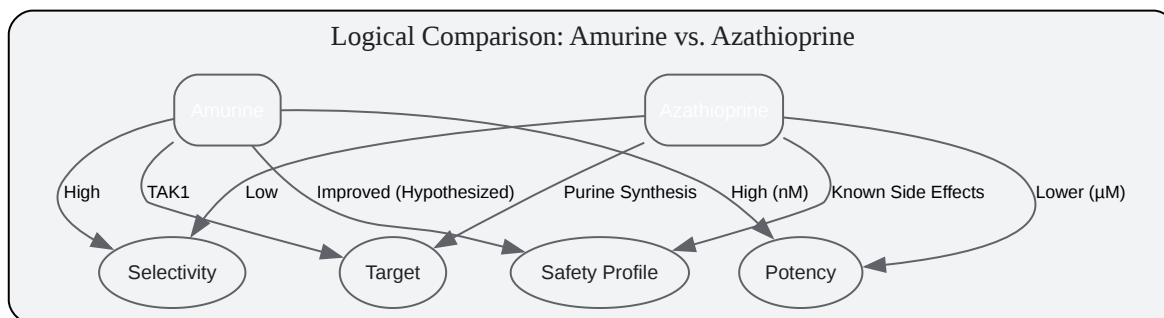 Logical Comparison: Amurine vs. Azathioprine
Amurine
Azathioprine
High
TAK1
Low
Improved (Hypothesized)
Purine Synthesis
High (nM)
Known Side Effects
Lower (µM)
Selectivity
Target
Safety Profile
Potency